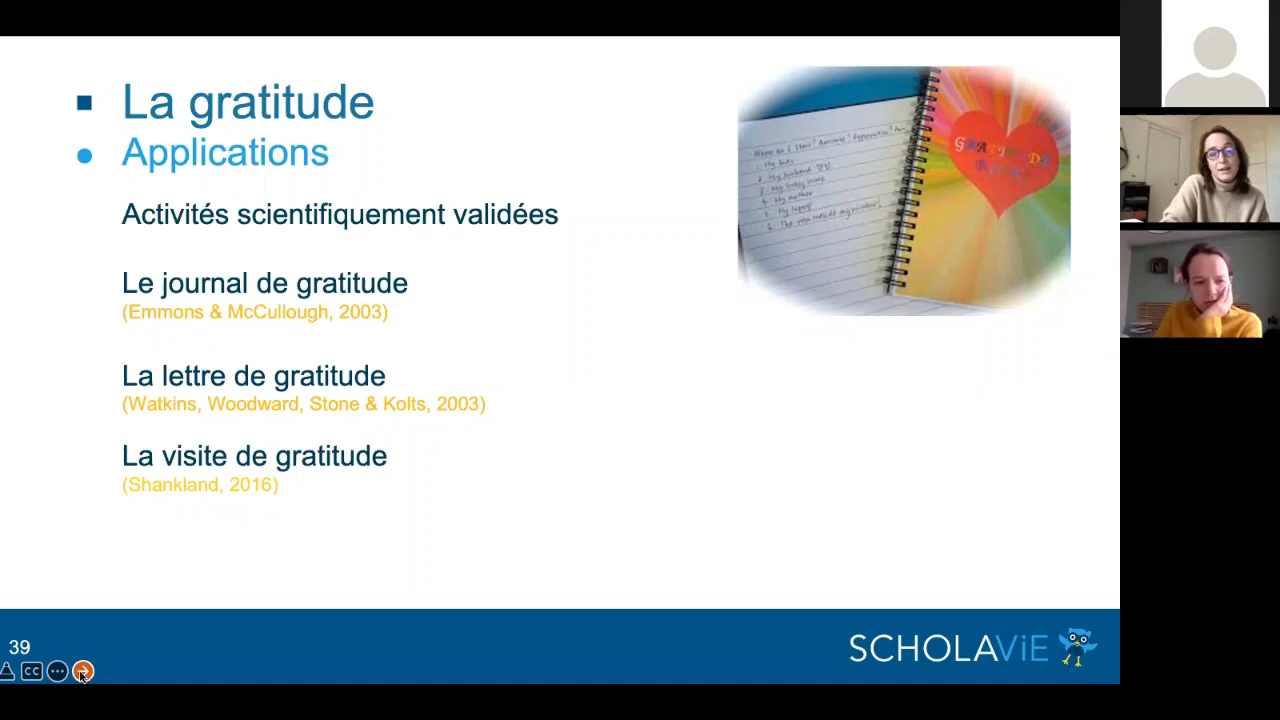 La gratitude
Applications
Activités scientifiquement validées
Le journal de gratitude
(Emmons & McCullough, 2003)
La lettre de gratitude
(Watkins, Woodward, Stone & Kolts, 2003)
La visite de gratitude
(Shankland, 2016)
39
CC
SCHOLAViE